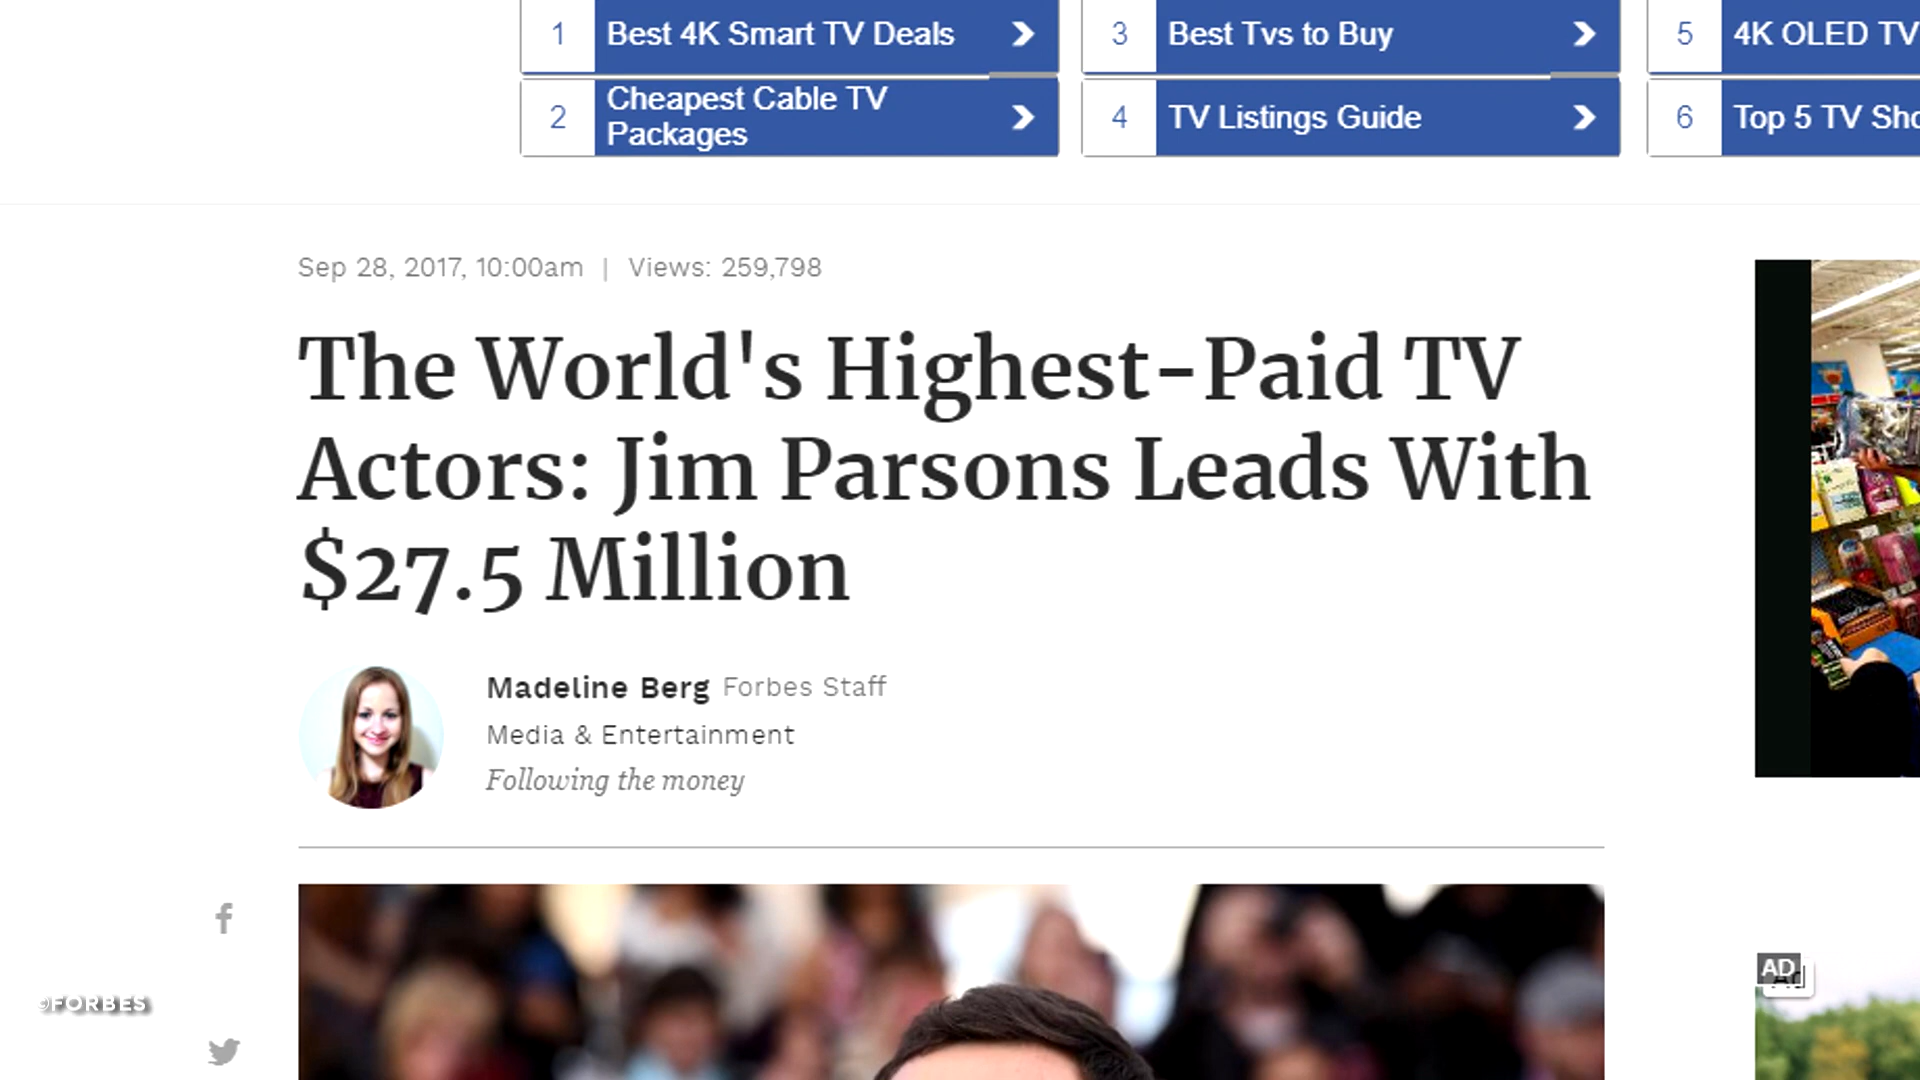 1 Best 4K Smart TV Deals
2 Cheapest Cable TV
Packages
3 Best Tvs to Buy
4 TV Listings Guide
5 4K OLED TV
6 Top 5 TV Sho
Sep 28, 2017, 10:00am | Views: 259,798
The World's Highest-Paid TV
Actors: Jim Parsons Leads With
$27.5 Million
Madeline Berg Forbes Staff
Media & Entertainment
Following the money
©FORBES
AD
Ad